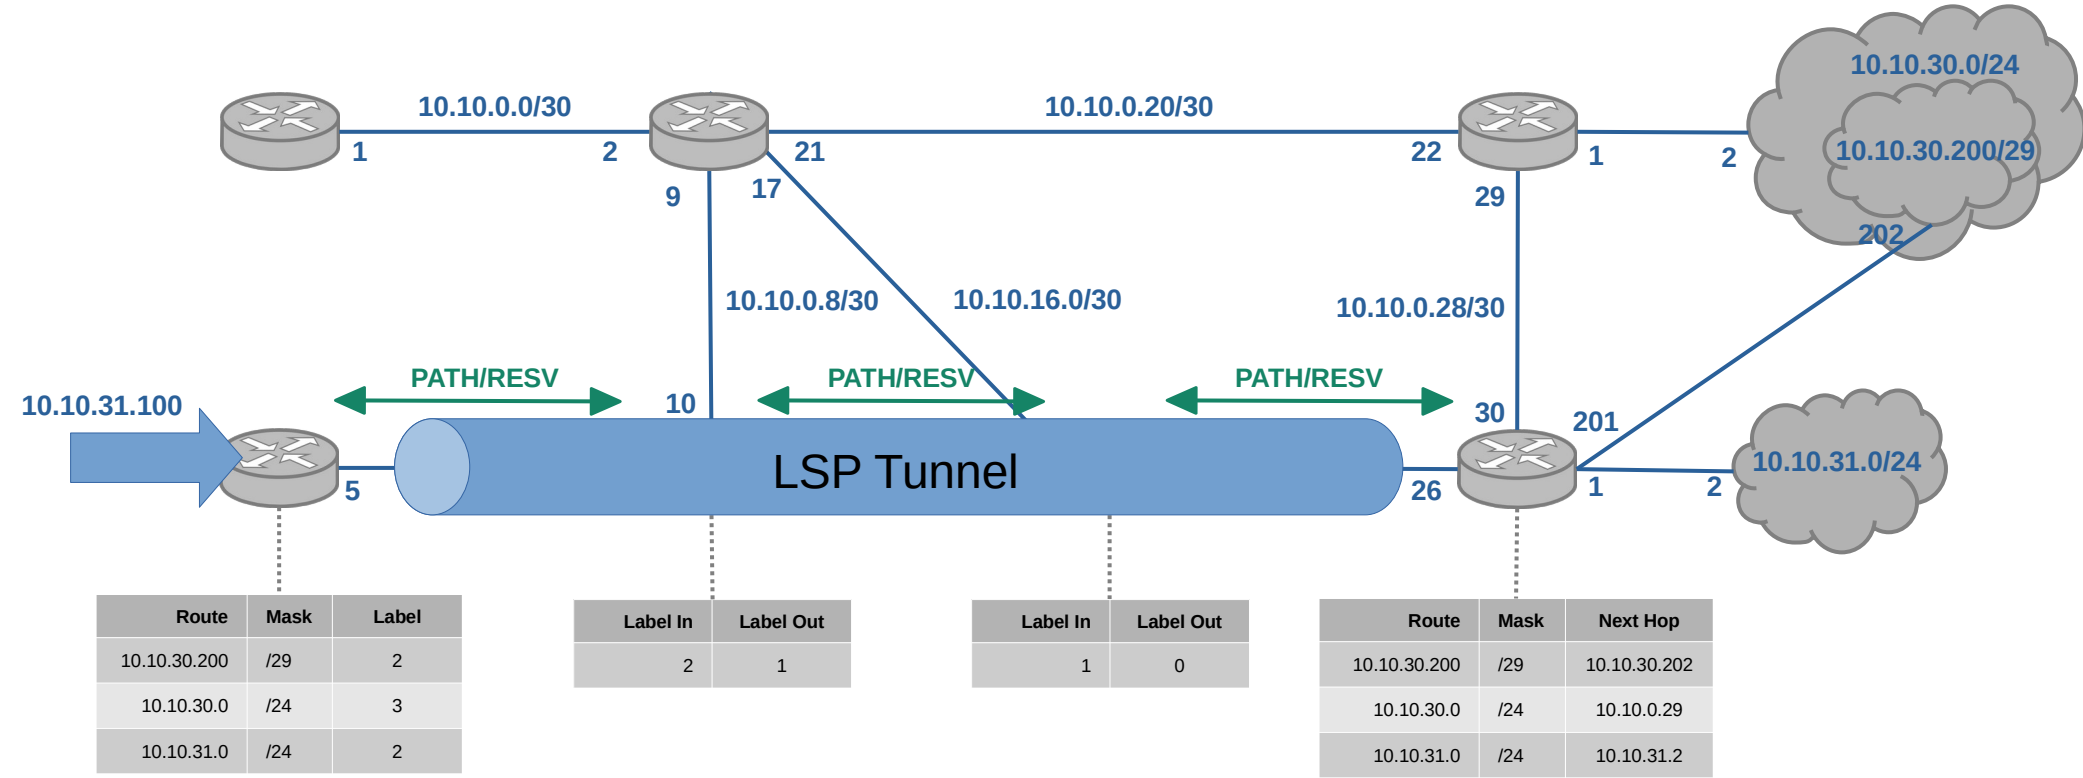 10.10.30.0/24
10.10.0.0/30
10.10.0.20/30
10.10.30.200/29
1
2
21
22
1
2
9
17
29
202
10.10.0.8/30
10.10.16.0/30
10.10.0.28/30
PATH/RESV
PATH/RESV
PATH/RESV
10.10.31.100
10
30
201
LSP Tunnel
10.10.31.0/24
5
26
1
2
Route Mask Label
10.10.30.200 /29 2
10.10.30.0 /24 3
10.10.31.0 /24 2
Label In Label Out
2 1
Label In Label Out
1 0
Route Mask Next Hop
10.10.30.200 /29 10.10.30.202
10.10.30.0 /24 10.10.0.29
10.10.31.0 /24 10.10.31.2